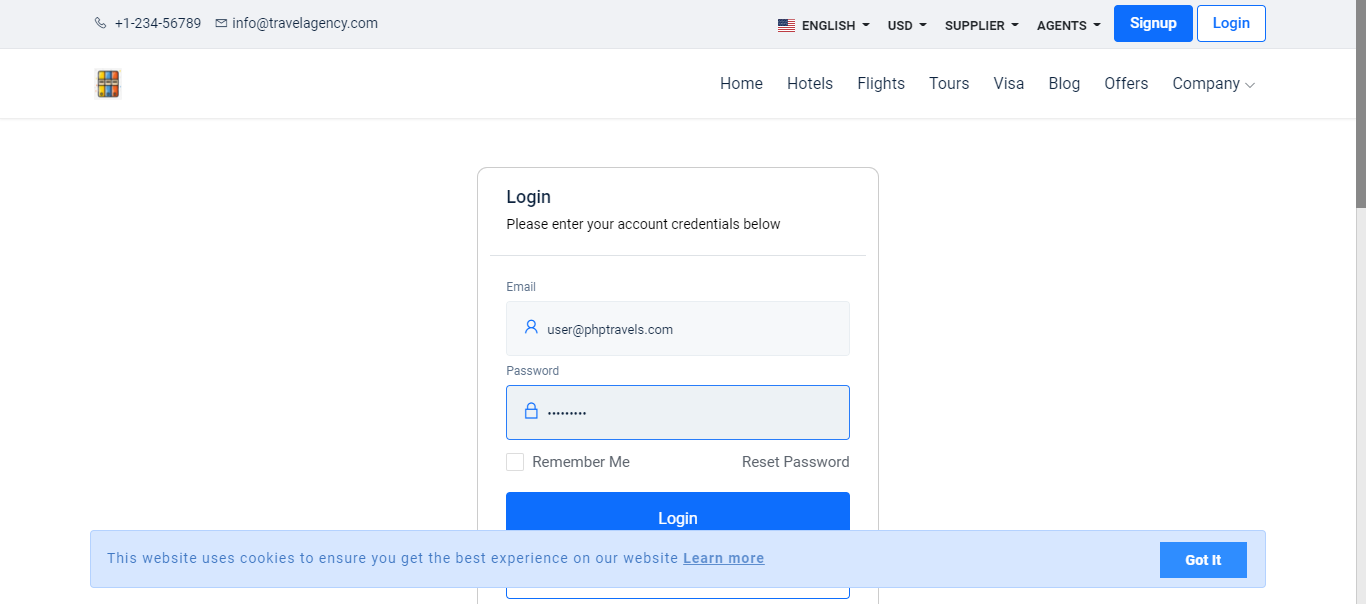 +1-234-56789 info@travelagency.com ENGLISH USD SUPPLIER AGENTS Signup Login
Home Hotels Flights Tours Visa Blog Offers Company
Login
Please enter your account credentials below
Email
user@phptravels.com
Password
•••••••••
Remember Me Reset Password
Login
This website uses cookies to ensure you get the best experience on our website Learn more Got It